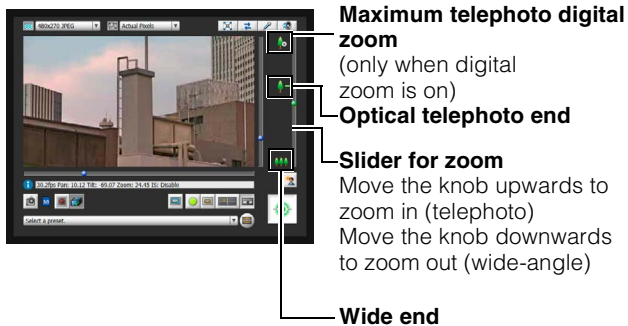 480x270 JPEG
Actual Pixels
30.2fps Pan: 10.12 Tilt: -69.07 Zoom: 24.45 IS: Disable
Select a preset.
Maximum telephoto digital
zoom
(only when digital
zoom is on)
Optical telephoto end
Slider for zoom
Move the knob upwards to
zoom in (telephoto)
Move the knob downwards
to zoom out (wide-angle)
Wide end